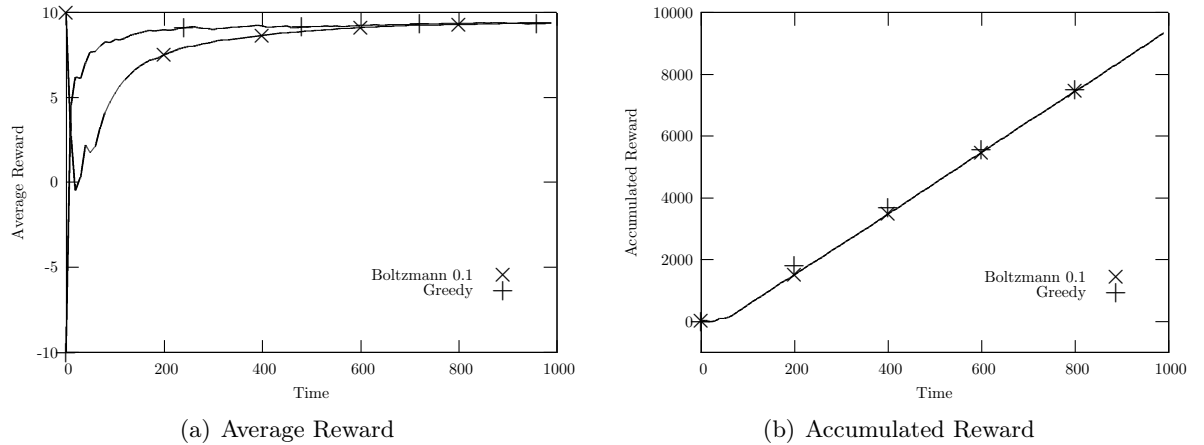 10
5
0
-5
-10
Average Reward
Boltzmann 0.1
Greedy
0 200 400 600 800 1000
Time
(a) Average Reward
10000
8000
6000
4000
2000
0
Accumulated Reward
Boltzmann 0.1
Greedy
0 200 400 600 800 1000
Time
(b) Accumulated Reward